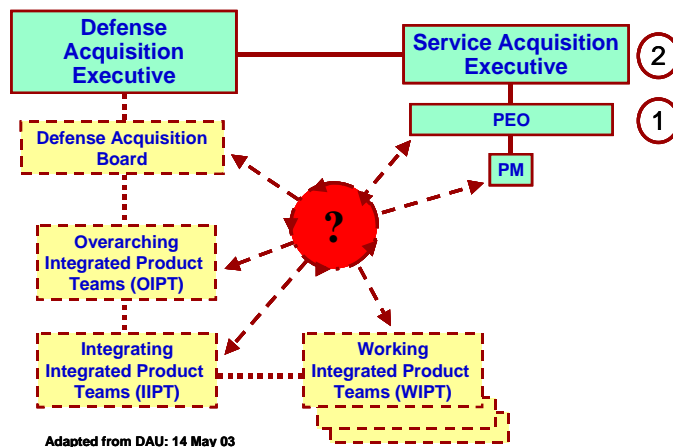 Defense
Acquisition
Executive
Service Acquisition
Executive
2
PEO
1
Defense Acquisition
Board
PM
?
Overarching
Integrated Product
Teams (OIPT)
Integrating
Integrated Product
Teams (IIPT)
Working
Integrated Product
Teams (WIPT)
Adapted from DAU: 14 May 03